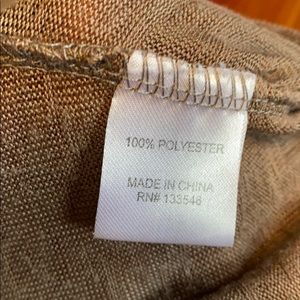 100% POLYESTER
MADE IN CHINA
RN# 133546